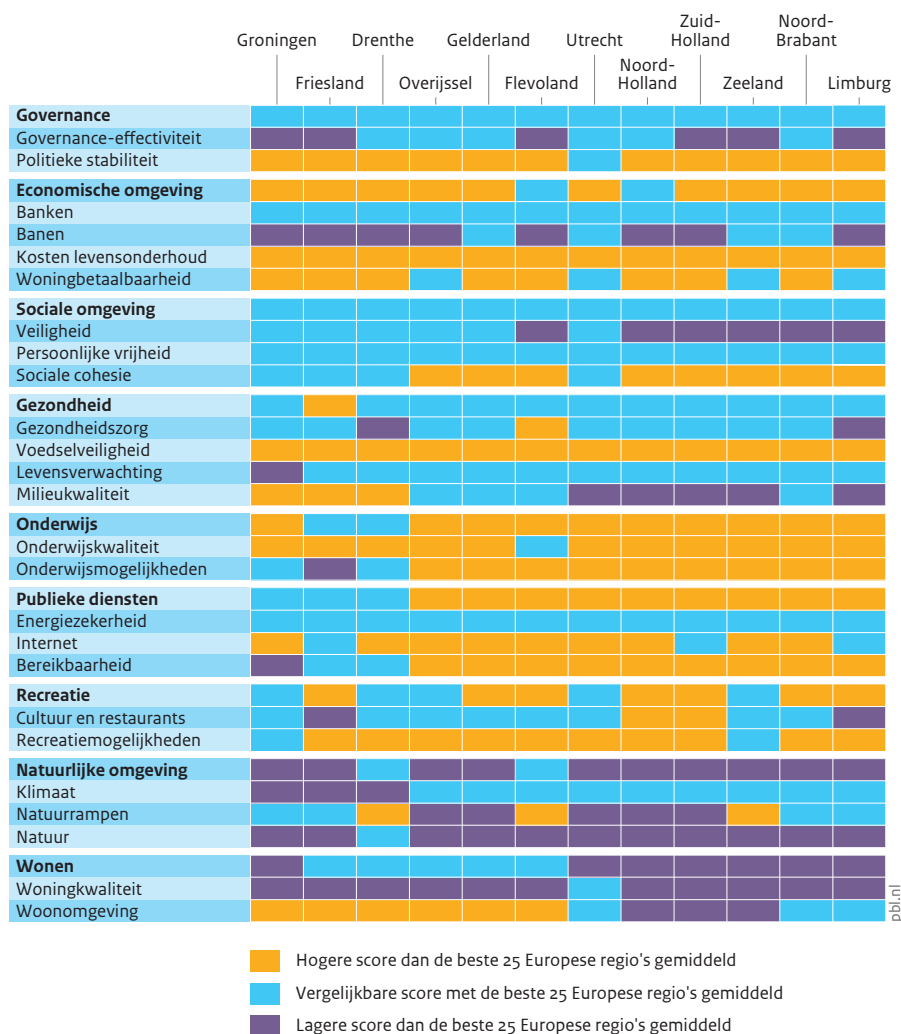 Groningen Drenthe Gelderland Utrecht Zuid-
Holland Noord-
Brabant
Friesland Overijssel Flevoland Noord-
Holland Zeeland Limburg
Governance
Governance-effectiviteit
Politieke stabiliteit
Economische omgeving
Banken
Banen
Kosten levensonderhoud
Woningbetaalbaarheid
Sociale omgeving
Veiligheid
Persoonlijke vrijheid
Sociale cohesie
Gezondheid
Gezondheidszorg
Voedselveiligheid
Levensverwachting
Milieukwaliteit
Onderwijs
Onderwijskwaliteit
Onderwijsmogelijkheden
Publieke diensten
Energiezekerheid
Internet
Bereikbaarheid
Recreatie
Cultuur en restaurants
Recreatiemogelijkheden
Natuurlijke omgeving
Klimaat
Natuurrampen
Natuur
Wonen
Woningkwaliteit
Woonomgeving
pbl.nl
Hogere score dan de beste 25 Europese regio's gemiddeld
Vergelijkbare score met de beste 25 Europese regio's gemiddeld
Lagere score dan de beste 25 Europese regio's gemiddeld